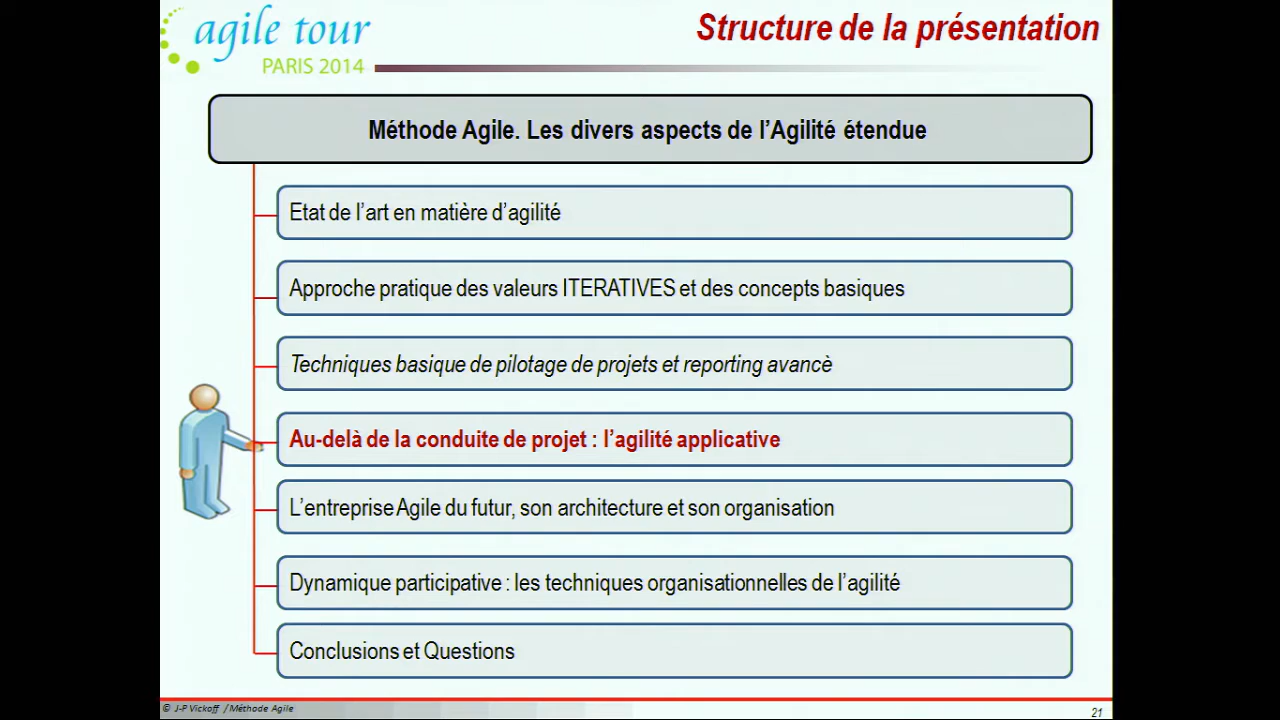 agile tour
PARIS 2014
Structure de la présentation
Méthode Agile. Les divers aspects de l’Agilité étendue
Etat de l’art en matière d’agilité
Approche pratique des valeurs ITERATIVES et des concepts basiques
Techniques basique de pilotage de projets et reporting avancè
Au-delà de la conduite de projet : l’agilité applicative
L’entreprise Agile du futur, son architecture et son organisation
Dynamique participative : les techniques organisationnelles de l’agilité
Conclusions et Questions
© J-P Vickoff / Méthode Agile
21